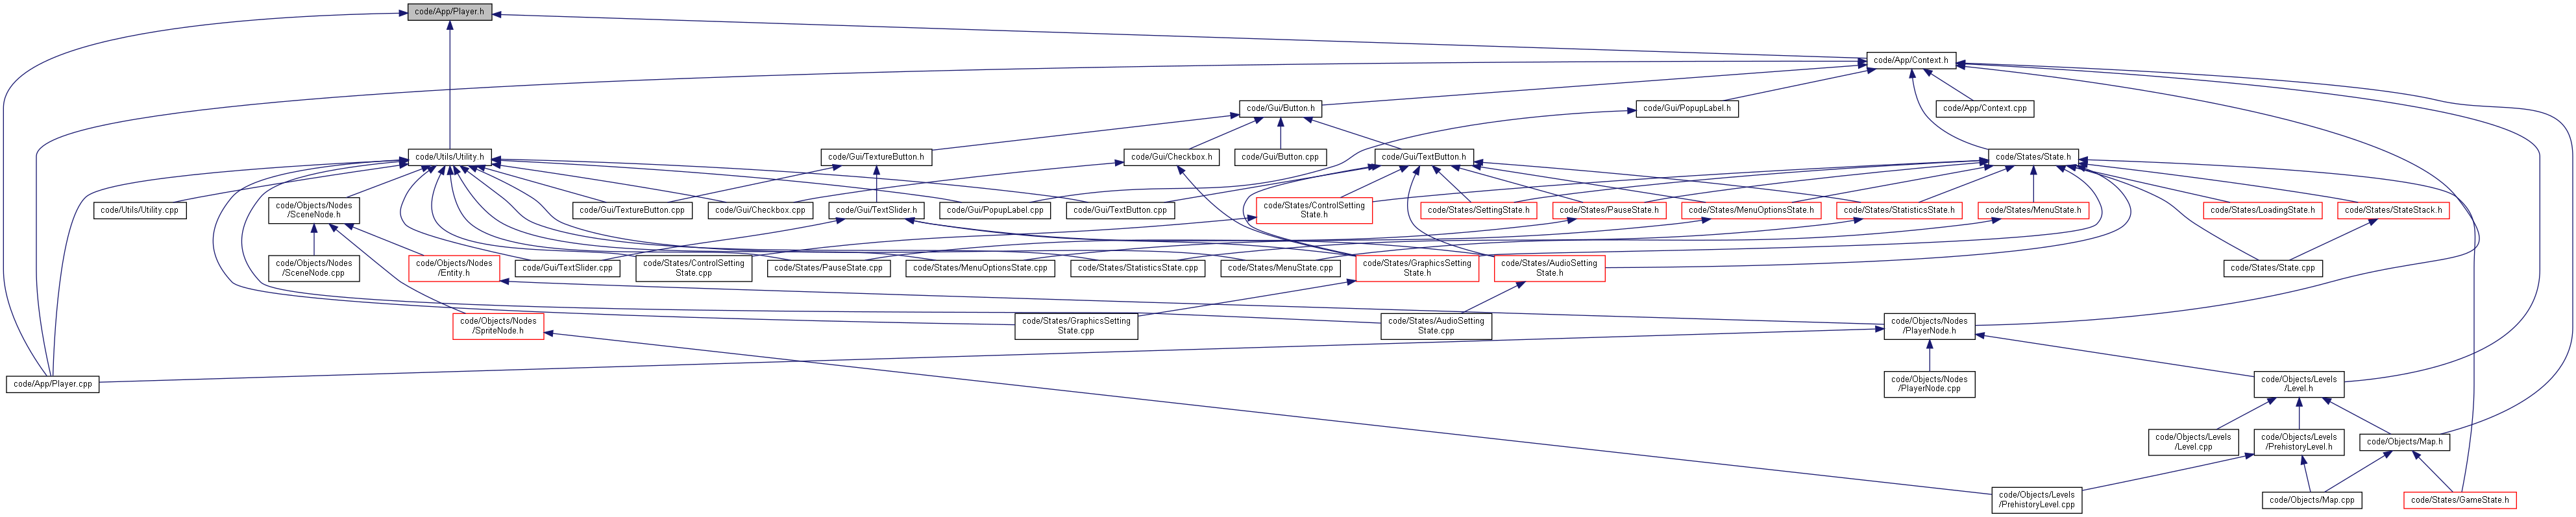 code/App/Player.h
code/App/Context.h
code/Gui/Button.h
code/Gui/PopupLabel.h
code/App/Context.cpp
code/Utils/Utility.h
code/Gui/TextureButton.h
code/Gui/Checkbox.h
code/Gui/Button.cpp
code/Gui/TextButton.h
code/States/State.h
code/Utils/Utility.cpp
code/Objects/Nodes
/SceneNode.h
code/Gui/TextureButton.cpp
code/Gui/Checkbox.cpp
code/Gui/TextSlider.h
code/Gui/PopupLabel.cpp
code/Gui/TextButton.cpp
code/States/ControlSetting
State.h
code/States/SettingState.h
code/States/PauseState.h
code/States/MenuOptionsState.h
code/States/StatisticsState.h
code/States/MenuState.h
code/States/LoadingState.h
code/States/StateStack.h
code/Objects/Nodes
/SceneNode.cpp
code/Objects/Nodes
/Entity.h
code/Gui/TextSlider.cpp
code/States/ControlSetting
State.cpp
code/States/PauseState.cpp
code/States/MenuOptionsState.cpp
code/States/StatisticsState.cpp
code/States/MenuState.cpp
code/States/GraphicsSetting
State.h
code/States/AudioSetting
State.h
code/States/State.cpp
code/Objects/Nodes
/SpriteNode.h
code/States/GraphicsSetting
State.cpp
code/States/AudioSetting
State.cpp
code/Objects/Nodes
/PlayerNode.h
code/App/Player.cpp
code/Objects/Nodes
/PlayerNode.cpp
code/Objects/Levels
/Level.h
code/Objects/Levels
/Level.cpp
code/Objects/Levels
/PrehistoryLevel.h
code/Objects/Map.h
code/Objects/Levels
/PrehistoryLevel.cpp
code/Objects/Map.cpp
code/States/GameState.h